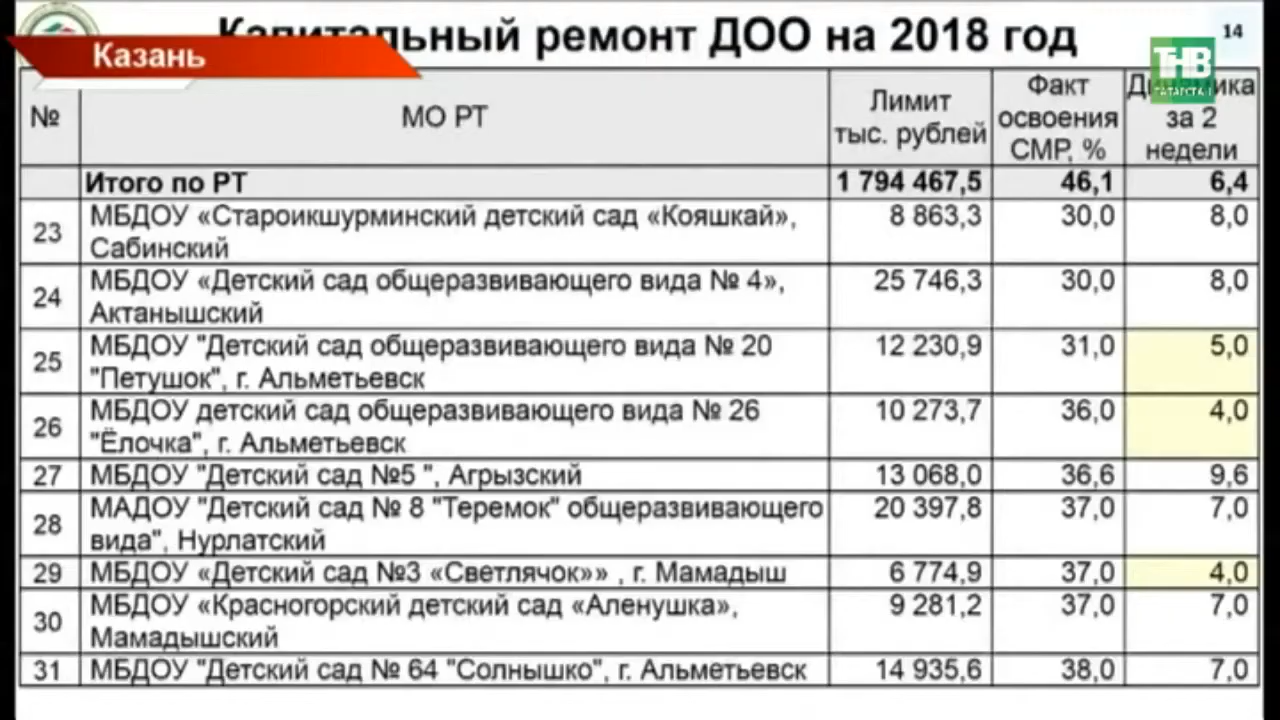 Капитальный ремонт ДОО на 2018 год
14
Казань
ТНВ
ТАТАРСТАН
№
МО РТ
Лимит
тыс. рублей
Факт
освоения
СМР, %
Динамика
за 2
недели
Итого по РТ 1 794 467,5 46,1 6,4
23 МБДОУ «Староикшурминский детский сад «Кояшкай», 8 863,3 30,0 8,0
Сабинский
24 МБДОУ «Детский сад общеразвивающего вида № 4», 25 746,3 30,0 8,0
Актанышский
25 МБДОУ "Детский сад общеразвивающего вида № 20 12 230,9 31,0 5,0
"Петушок", г. Альметьевск
26 МБДОУ детский сад общеразвивающего вида № 26 10 273,7 36,0 4,0
"Ёлочка", г. Альметьевск
27 МБДОУ "Детский сад №5 ", Агрызский 13 068,0 36,6 9,6
28 МАДОУ "Детский сад № 8 "Теремок" общеразвивающего 20 397,8 37,0 7,0
вида", Нурлатский
29 МБДОУ «Детский сад №3 «Светлячок»» , г. Мамадыш 6 774,9 37,0 4,0
30 МБДОУ «Красногорский детский сад «Аленушка», 9 281,2 37,0 7,0
Мамадышский
31 МБДОУ "Детский сад № 64 "Солнышко", г. Альметьевск 14 935,6 38,0 7,0